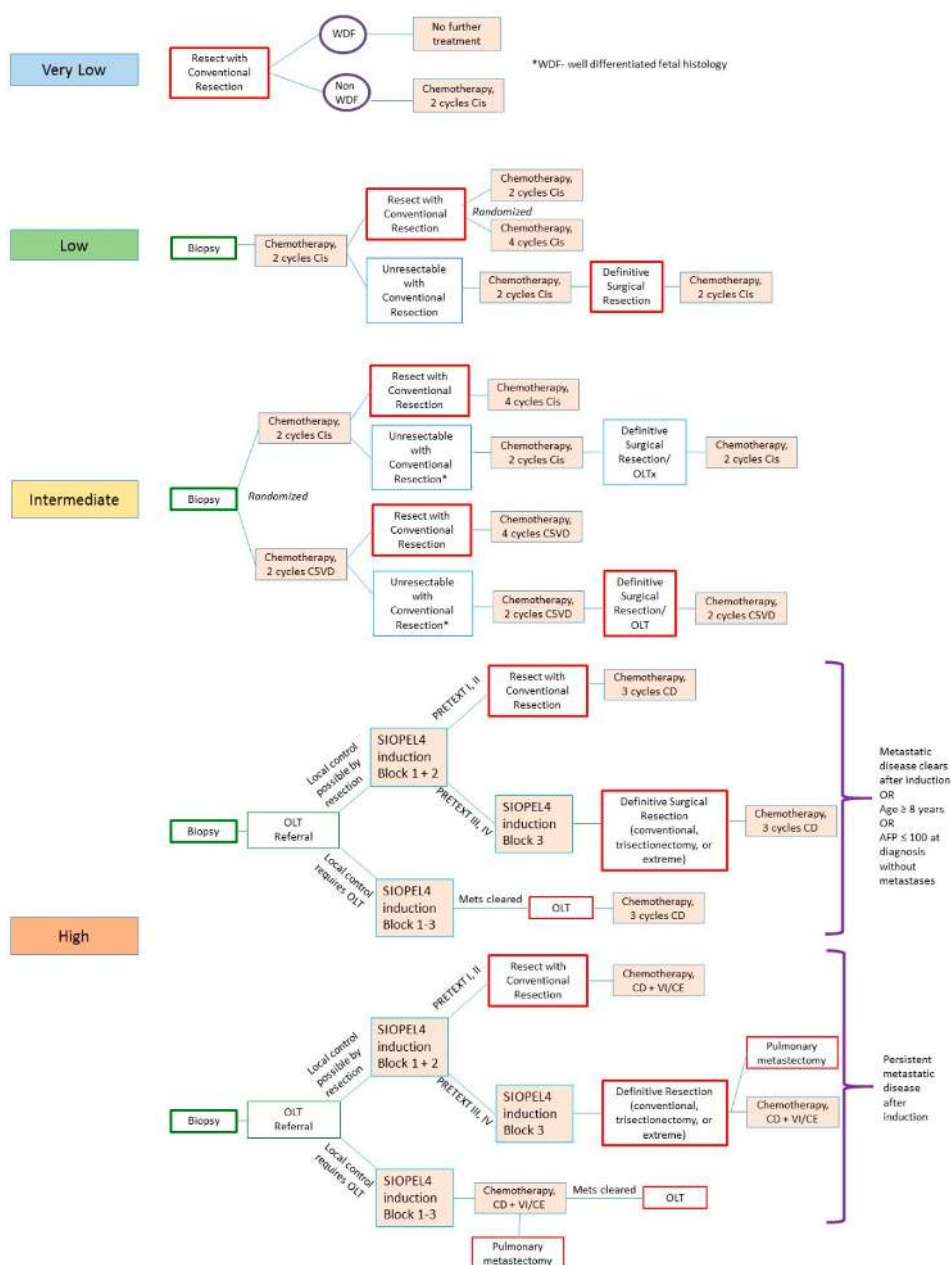 Very Low
Resect with
Conventional
Resection
WDF
No further
treatment
Non
WDF
Chemotherapy,
2 cycles Cis
*WDF- well differentiated fetal histology
Low
Biopsy
Chemotherapy,
2 cycles Cis
Resect with
Conventional
Resection
Randomized
Chemotherapy,
2 cycles Cis
Chemotherapy,
4 cycles Cis
Unresectable
with
Conventional
Resection
Chemotherapy,
2 cycles Cis
Definitive
Surgical
Resection
Chemotherapy,
2 cycles Cis
Intermediate
Biopsy
Randomized
Chemotherapy,
2 cycles Cis
Resect with
Conventional
Resection
Chemotherapy,
4 cycles Cis
Unresectable
with
Conventional
Resection*
Chemotherapy,
2 cycles Cis
Definitive
Surgical
Resection/
OLTx
Chemotherapy,
2 cycles Cis
Chemotherapy,
2 cycles C5VD
Resect with
Conventional
Resection
Chemotherapy,
4 cycles C5VD
Unresectable
with
Conventional
Resection*
Chemotherapy,
2 cycles C5VD
Definitive
Surgical
Resection/
OLT
Chemotherapy,
2 cycles C5VD
High
Biopsy
OLT
Referral
Local control
possible by
resection
SIOPEL4
induction
Block 1 + 2
PRETEXT I, II
Resect with
Conventional
Resection
Chemotherapy,
3 cycles CD
PRETEXT III, IV
SIOPEL4
induction
Block 3
Definitive Surgical
Resection
(conventional,
trisectionectomy, or
extreme)
Chemotherapy,
3 cycles CD
Local control
requires OLT
SIOPEL4
induction
Block 1-3
Mets cleared
OLT
Chemotherapy,
3 cycles CD
Metastatic
disease clears
after induction
OR
Age ≥ 8 years
OR
AFP ≤ 100 at
diagnosis
without
metastases
Biopsy
OLT
Referral
Local control
possible by
resection
SIOPEL4
induction
Block 1 + 2
PRETEXT I, II
Resect with
Conventional
Resection
Chemotherapy,
CD + VI/CE
PRETEXT III, IV
SIOPEL4
induction
Block 3
Definitive Resection
(conventional,
trisectionectomy, or
extreme)
Pulmonary
metastectomy
Chemotherapy,
CD + VI/CE
Local control
requires OLT
SIOPEL4
induction
Block 1-3
Chemotherapy,
CD + VI/CE
Mets cleared
OLT
Pulmonary
metastectomy
Persistent
metastatic
disease
after
induction